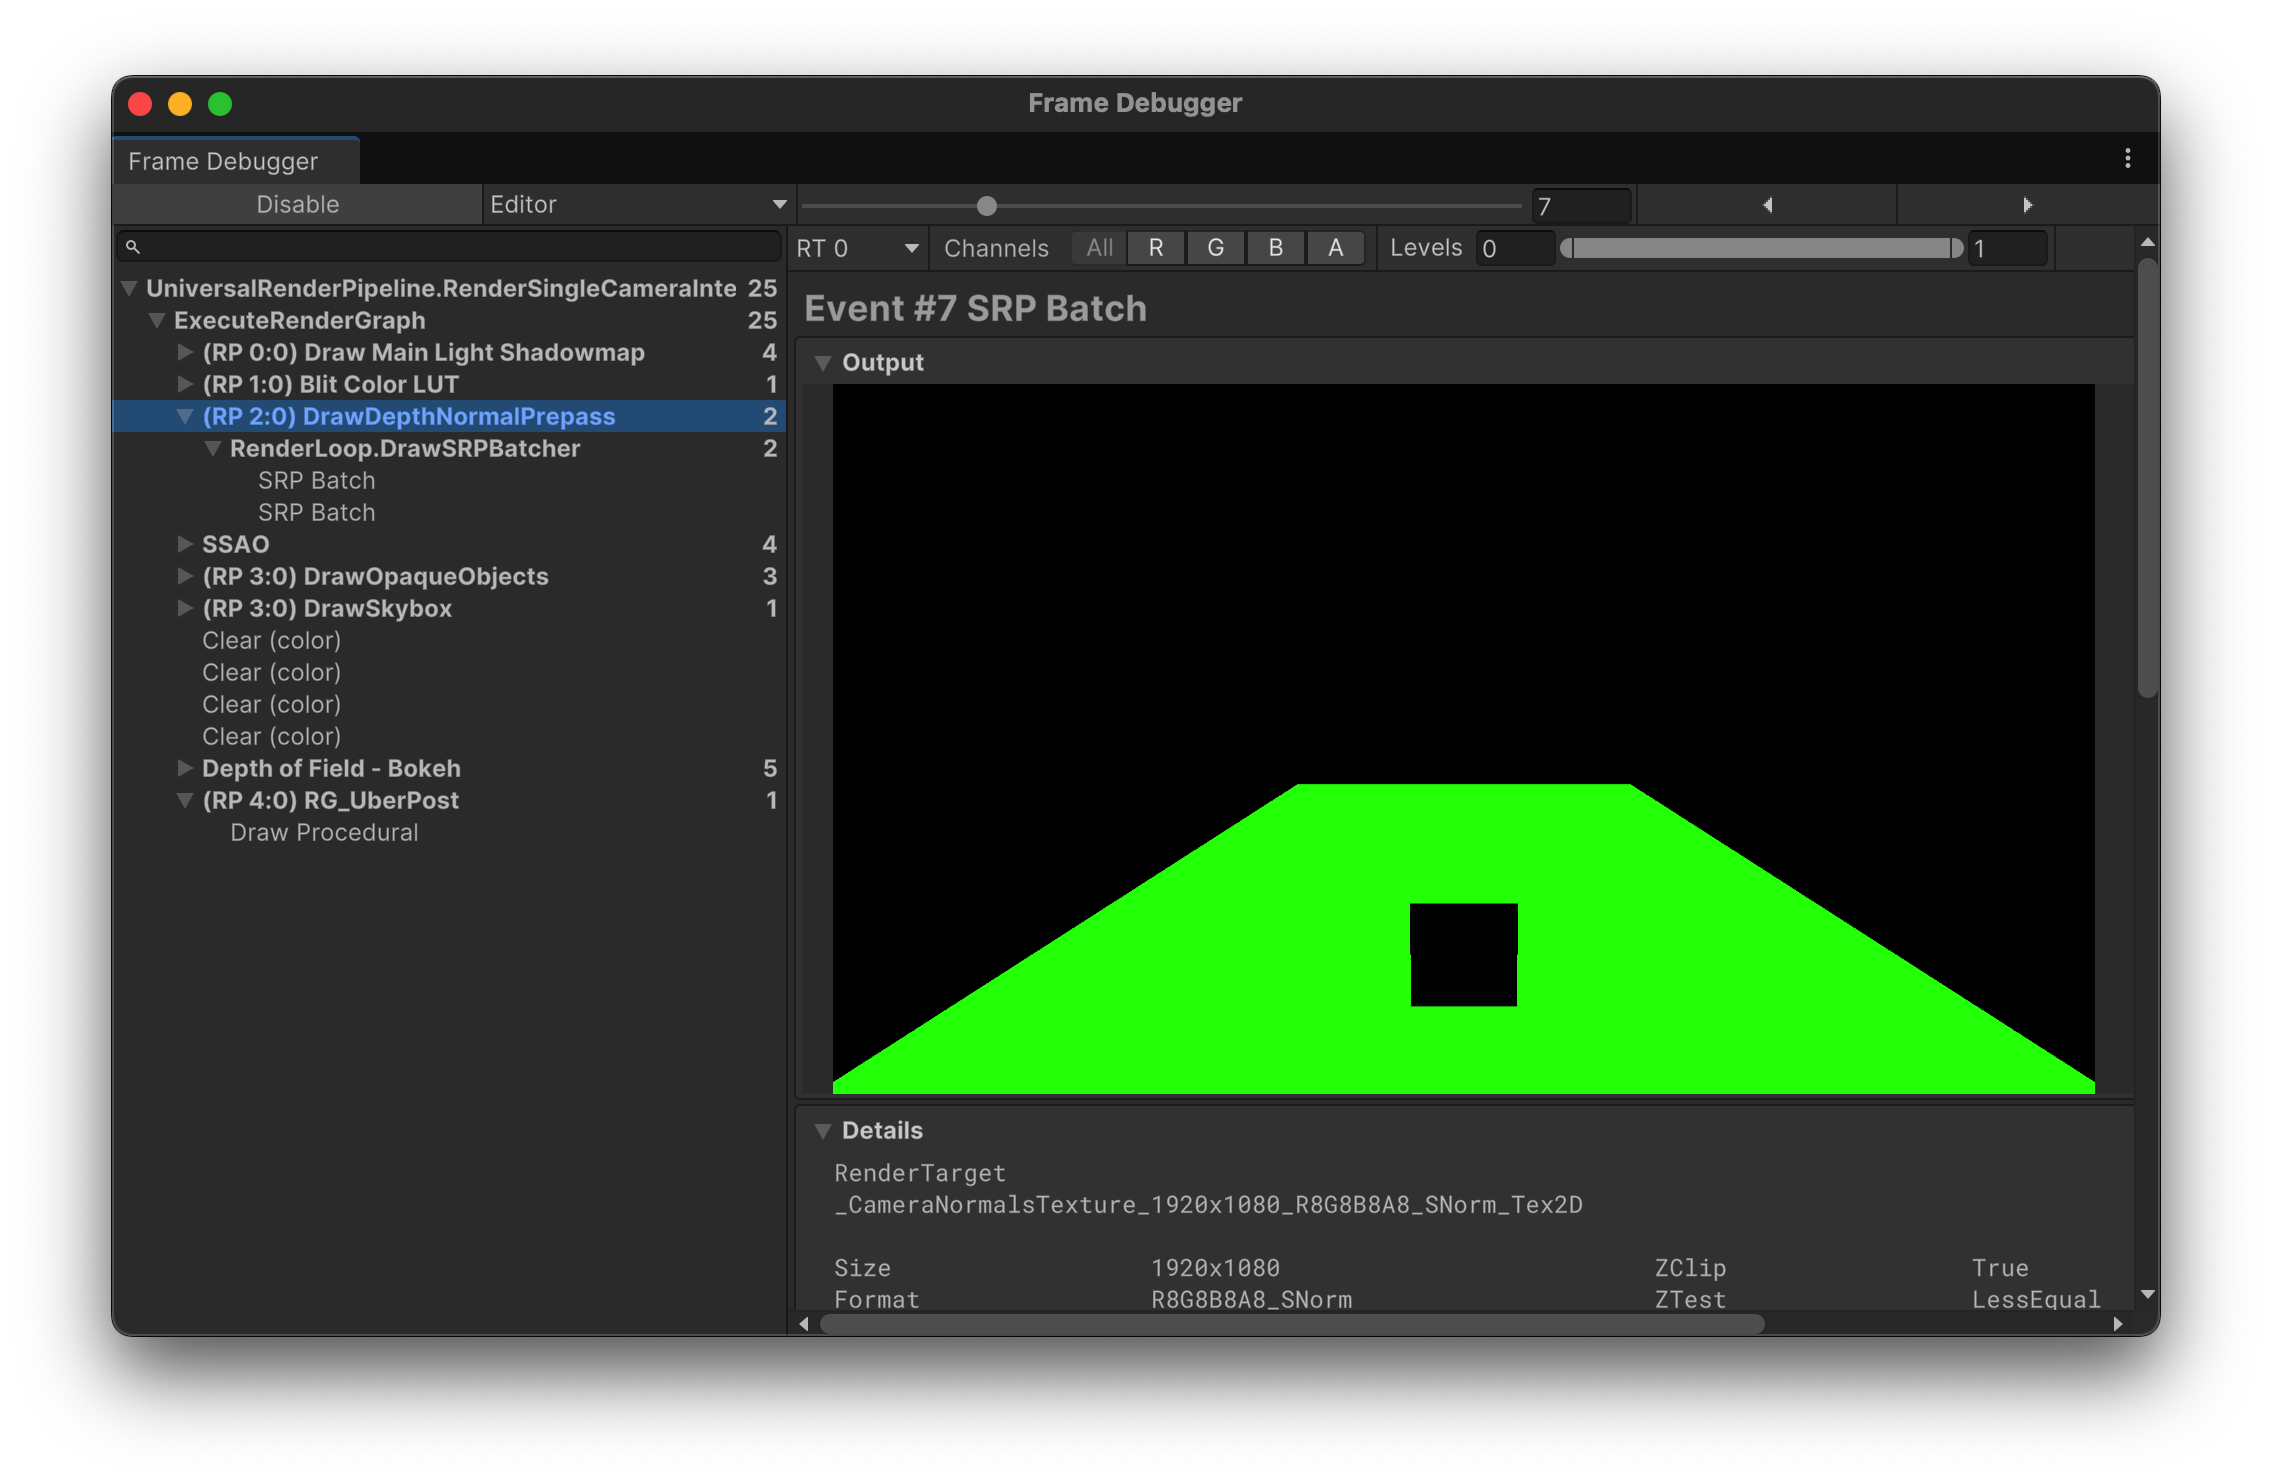 Frame Debugger
Frame Debugger
Disable Editor 7
RT 0 Channels All R G B A Levels 0 1
UniversalRenderPipeline.RenderSingleCameraInte 25
ExecuteRenderGraph 25
(RP 0:0) Draw Main Light Shadowmap 4
(RP 1:0) Blit Color LUT 1
(RP 2:0) DrawDepthNormalPrepass 2
RenderLoop.DrawSRPBatcher 2
SRP Batch
SRP Batch
SSAO 4
(RP 3:0) DrawOpaqueObjects 3
(RP 3:0) DrawSkybox 1
Clear (color)
Clear (color)
Clear (color)
Clear (color)
Depth of Field - Bokeh 5
(RP 4:0) RG_UberPost 1
Draw Procedural
Event #7 SRP Batch
Output
Details
RenderTarget
_CameraNormalsTexture_1920x1080_R8G8B8A8_SNorm_Tex2D
Size 1920x1080 ZClip True
Format R8G8B8A8_SNorm ZTest LessEqual